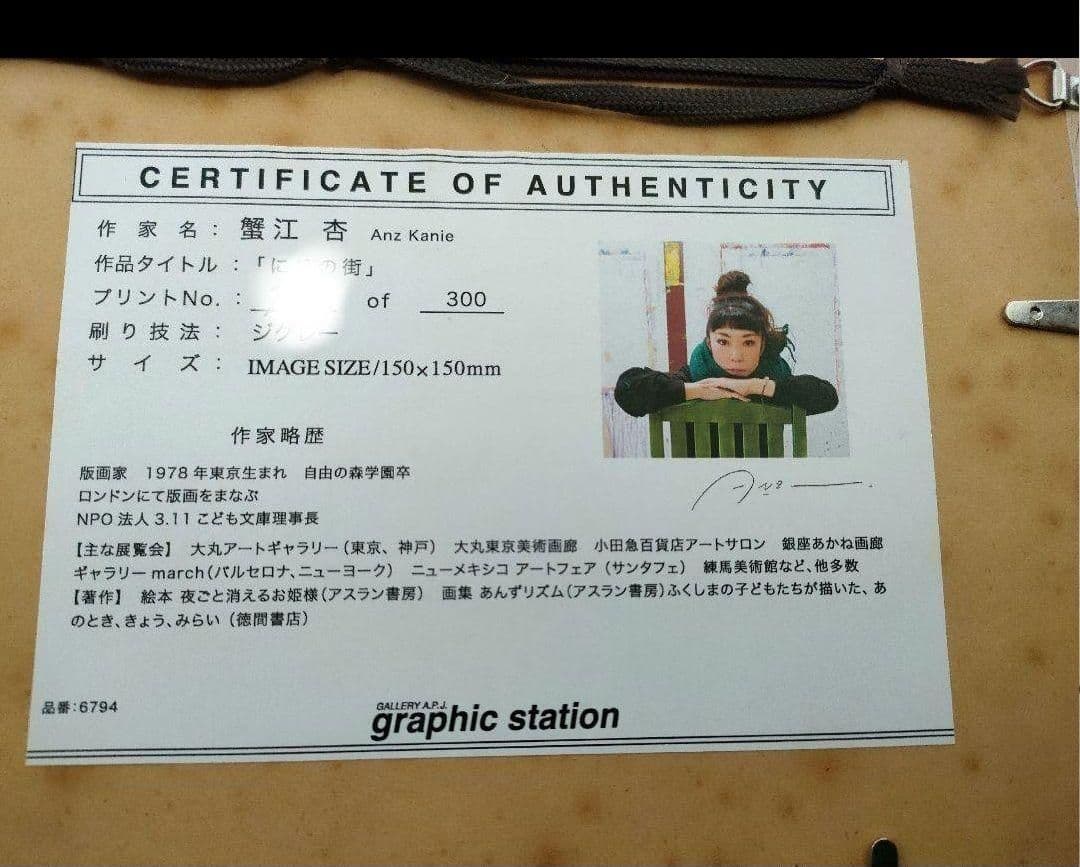 CERTIFICATE OF AUTHENTICITY
作家名：蟹江 杏 Anz Kanie
作品タイトル：「に の街」
プリントNo.： of 300
刷り技法：ジクレー
サイズ：IMAGE SIZE/150×150mm
作家略歴
版画家 1978年東京生まれ 自由の森学園卒
ロンドンにて版画をまなぶ
NPO法人3.11こども文庫理事長
【主な展覧会】 大丸アートギャラリー（東京、神戸） 大丸東京美術画廊 小田急百貨店アートサロン 銀座あかね画廊
ギャラリーmarch（バルセロナ、ニューヨーク） ニューメキシコ アートフェア（サンタフェ） 練馬美術館など、他多数
【著作】 絵本 夜ごと消えるお姫様（アスラン書房） 画集 あんずリズム（アスラン書房）ふくしまの子どもたちが描いた、あ
のとき、きょう、みらい（徳間書店）
Anz
品番：6794
GALLERY A.P.J.
graphic station